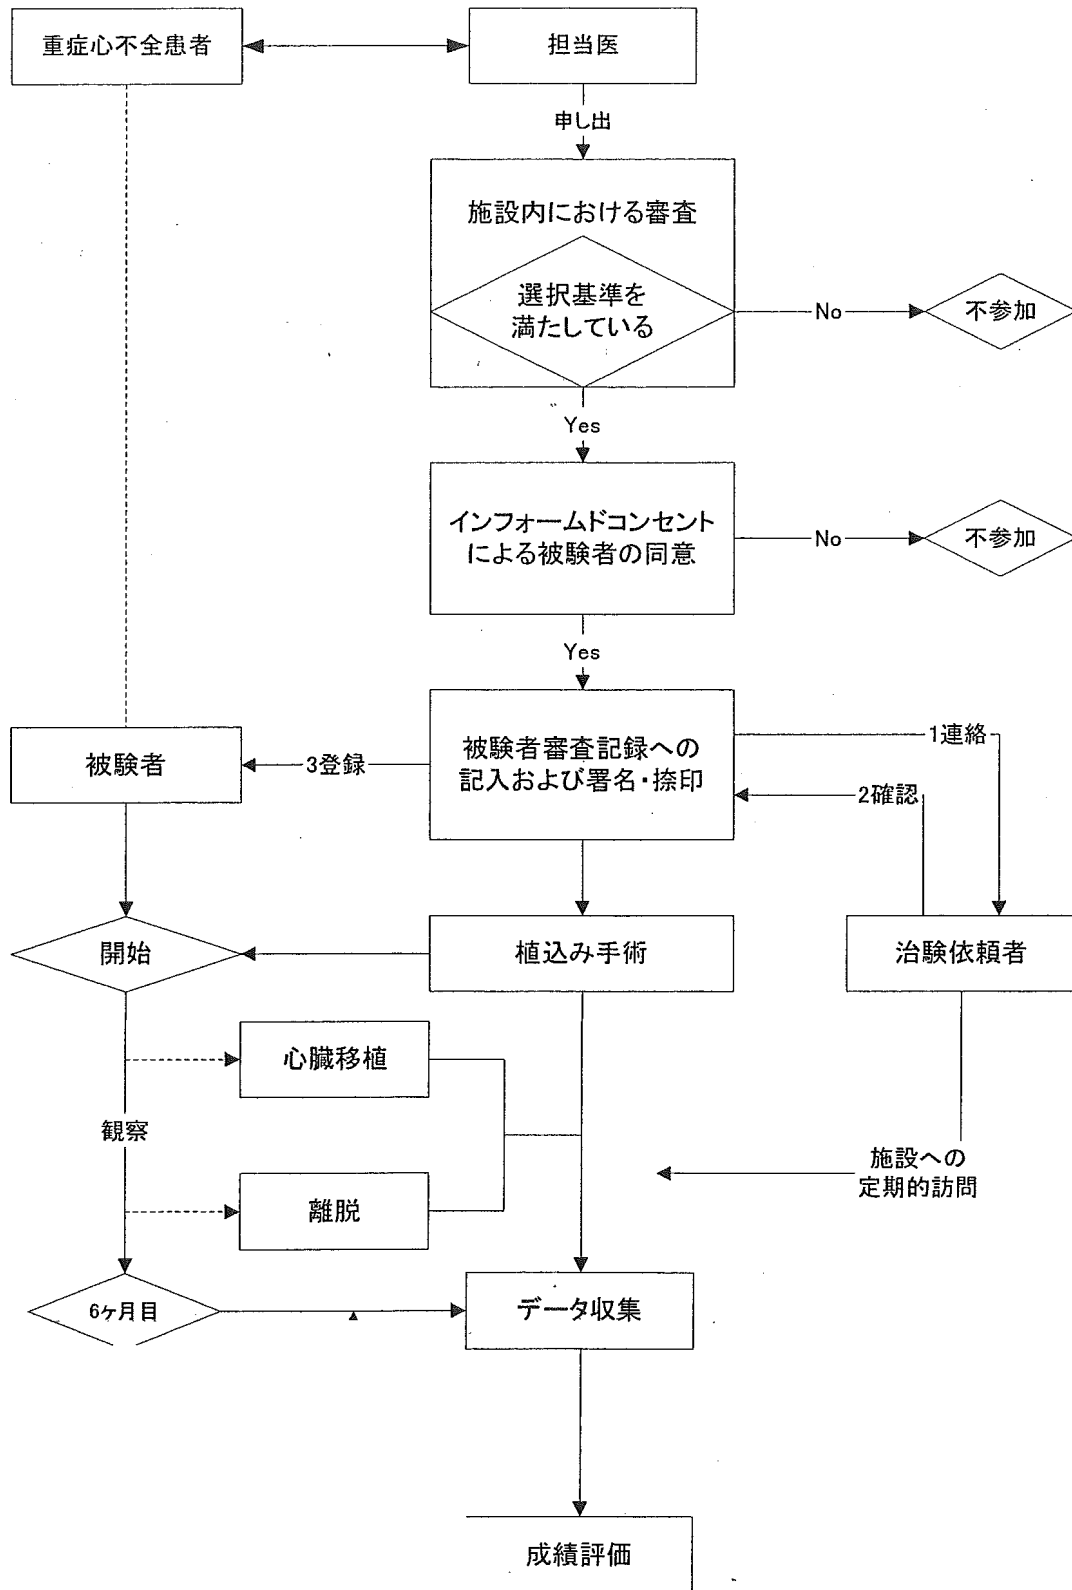 重症心不全患者
担当医
申し出
施設内における審査
選択基準を
満たしている
No
不参加
Yes
インフォームドコンセント
による被験者の同意
No
不参加
Yes
被験者
3登録
被験者審査記録への
記入および署名・捺印
1連絡
2確認
開始
植込み手術
治験依頼者
心臓移植
観察
離脱
施設への
定期的訪問
6ヶ月目
データ収集
成績評価